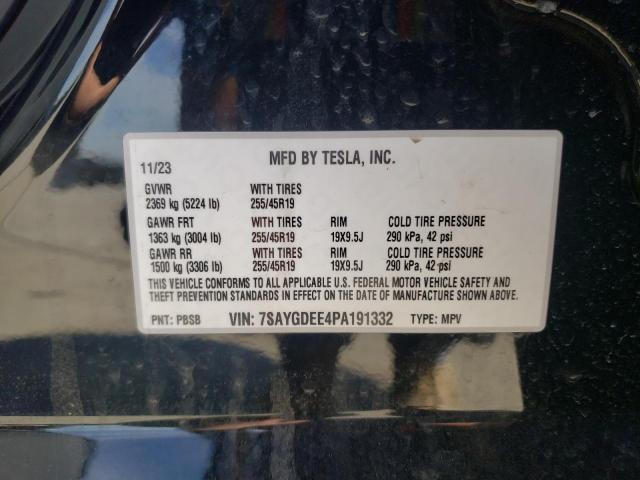 MFD BY TESLA, INC.
11/23
GVWR WITH TIRES
2369 kg (5224 lb) 255/45R19
GAWR FRT WITH TIRES RIM COLD TIRE PRESSURE
1363 kg (3004 lb) 255/45R19 19X9.5J 290 kPa, 42 psi
GAWR RR WITH TIRES RIM COLD TIRE PRESSURE
1500 kg (3306 lb) 255/45R19 19X9.5J 290 kPa, 42 psi
THIS VEHICLE CONFORMS TO ALL APPLICABLE U.S. FEDERAL MOTOR VEHICLE SAFETY AND
THEFT PREVENTION STANDARDS IN EFFECT ON THE DATE OF MANUFACTURE SHOWN ABOVE.
PNT: PBSB VIN: 7SAYGDEE4PA191332 TYPE: MPV